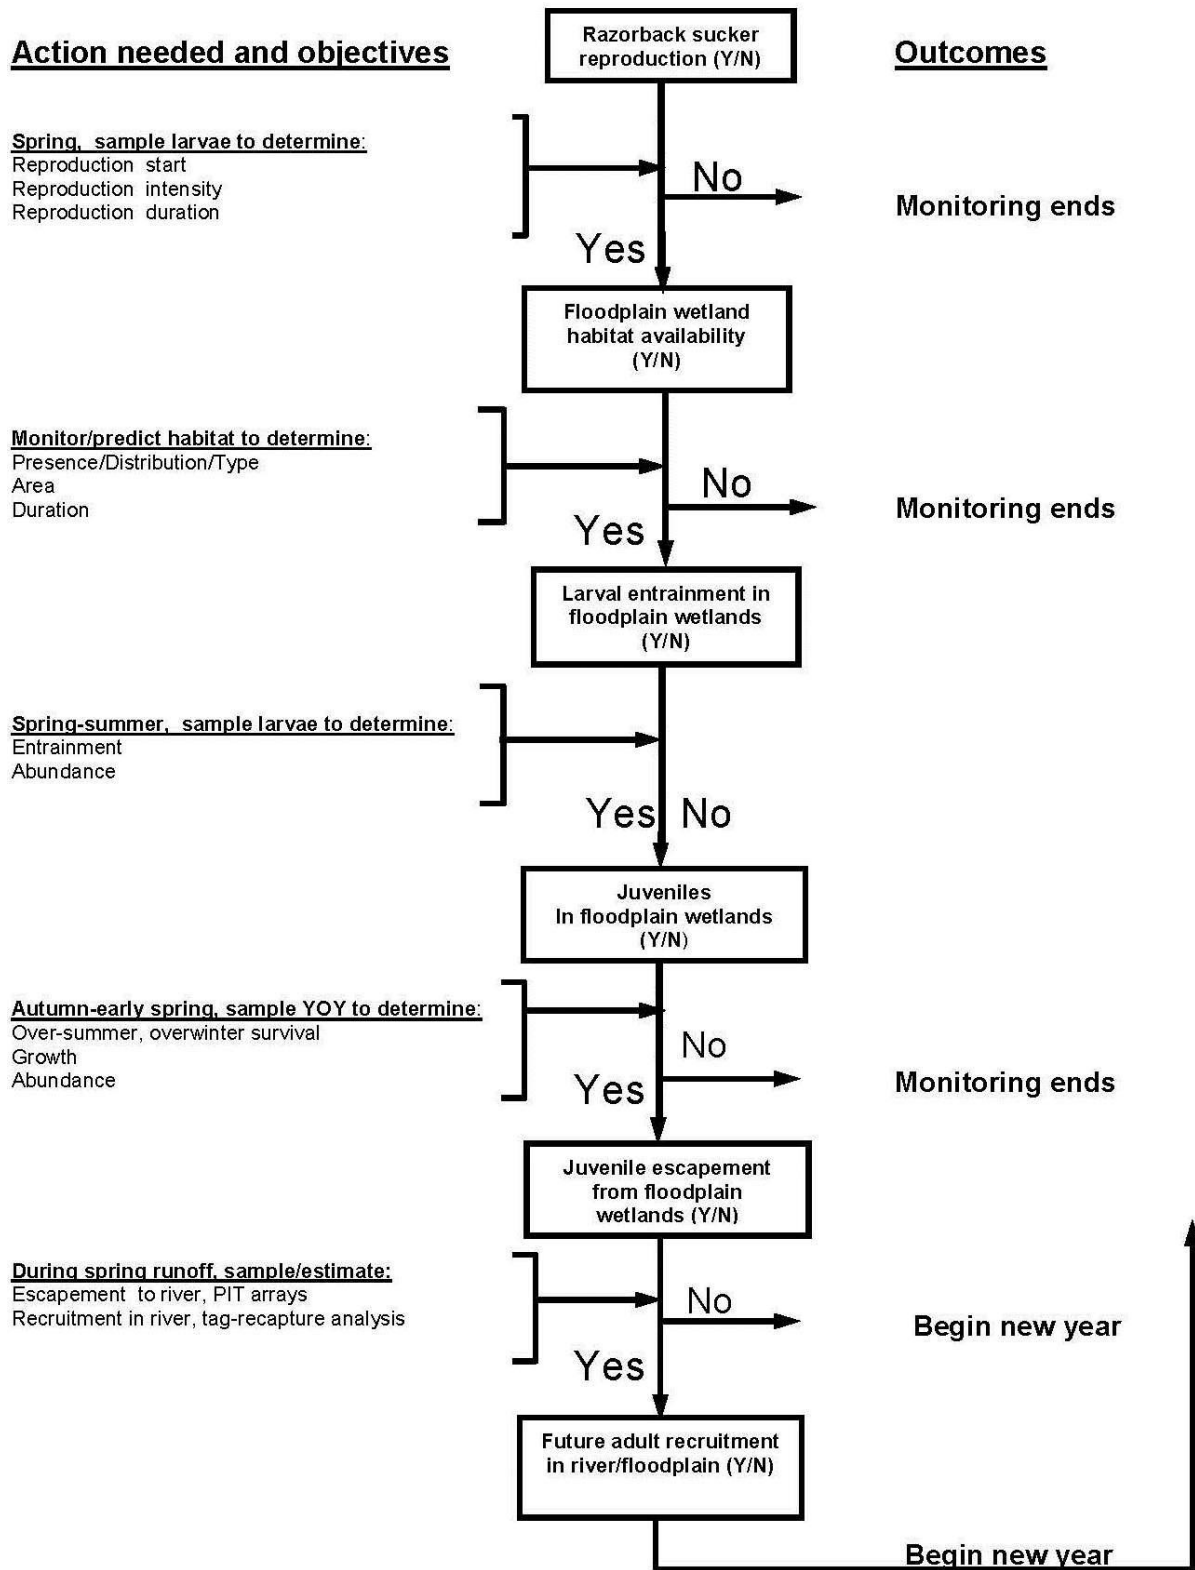 Razorback sucker
reproduction (Y/N)
Action needed and objectives
Outcomes
Spring, sample larvae to determine:
Reproduction start
Reproduction intensity
Reproduction duration
No
Monitoring ends
Yes
Floodplain wetland
habitat availability
(Y/N)
Monitor/predict habitat to determine:
Presence/Distribution/Type
Area
Duration
No
Monitoring ends
Yes
Larval entrainment in
floodplain wetlands
(Y/N)
Spring-summer, sample larvae to determine:
Entrainment
Abundance
Yes No
Juveniles
In floodplain wetlands
(Y/N)
Autumn-early spring, sample YOY to determine:
Over-summer, overwinter survival
Growth
Abundance
No
Monitoring ends
Yes
Juvenile escapement
from floodplain
wetlands (Y/N)
During spring runoff, sample/estimate:
Escapement to river, PIT arrays
Recruitment in river, tag-recapture analysis
No
Begin new year
Yes
Future adult recruitment
in river/floodplain (Y/N)
Begin new year